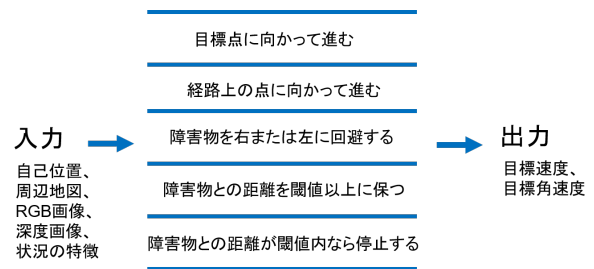 目標点に向かって進む
経路上の点に向かって進む
障害物を右または左に回避する
障害物との距離を閾値以上に保つ
障害物との距離が閾値内なら停止する
入力
自己位置、
周辺地図、
RGB画像、
深度画像、
状況の特徴
出力
目標速度、
目標角速度